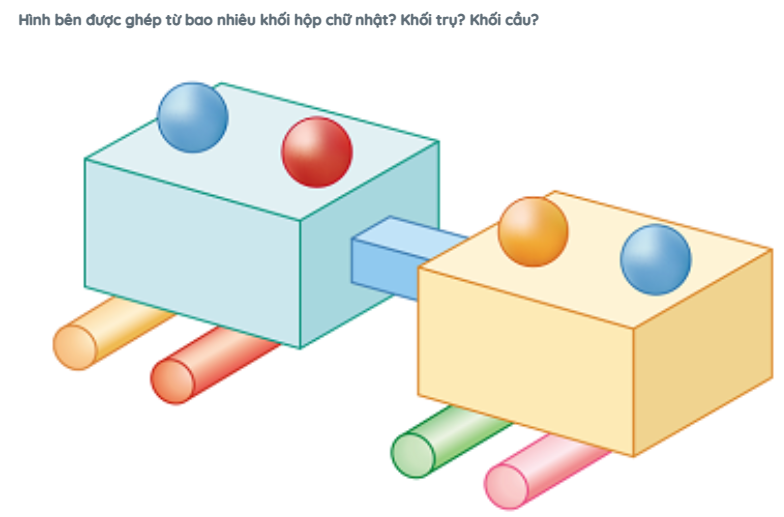 Hình bên được ghép từ bao nhiêu khối hộp chữ nhật? Khối trụ? Khối cầu?